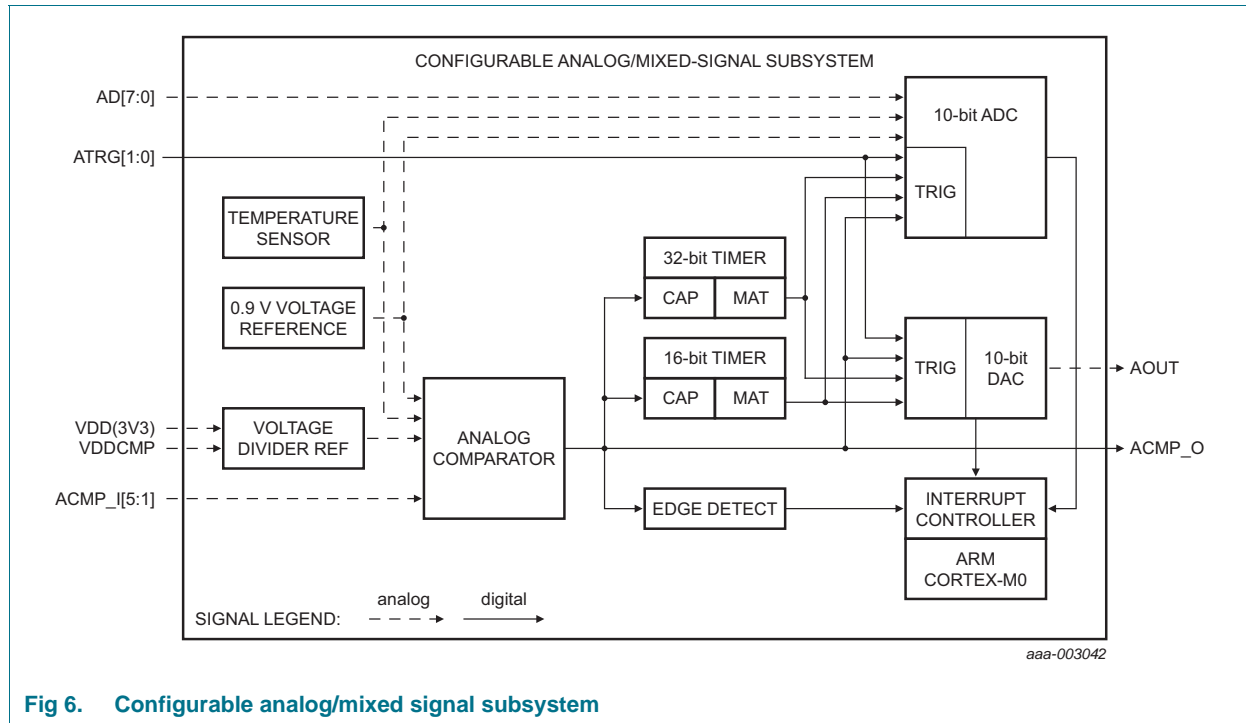 CONFIGURABLE ANALOG/MIXED-SIGNAL SUBSYSTEM
AD[7:0]
10-bit ADC
ATRG[1:0]
TRIG
TEMPERATURE
SENSOR
32-bit TIMER
CAP
MAT
0.9 V VOLTAGE
REFERENCE
16-bit TIMER
CAP
MAT
TRIG
10-bit
DAC
AOUT
VDD(3V3)
VDDCMP
VOLTAGE
DIVIDER REF
ANALOG
COMPARATOR
ACMP_O
ACMP_I[5:1]
EDGE DETECT
INTERRUPT
CONTROLLER
ARM
CORTEX-M0
SIGNAL LEGEND:
analog
digital
aaa-003042
Fig 6. Configurable analog/mixed signal subsystem